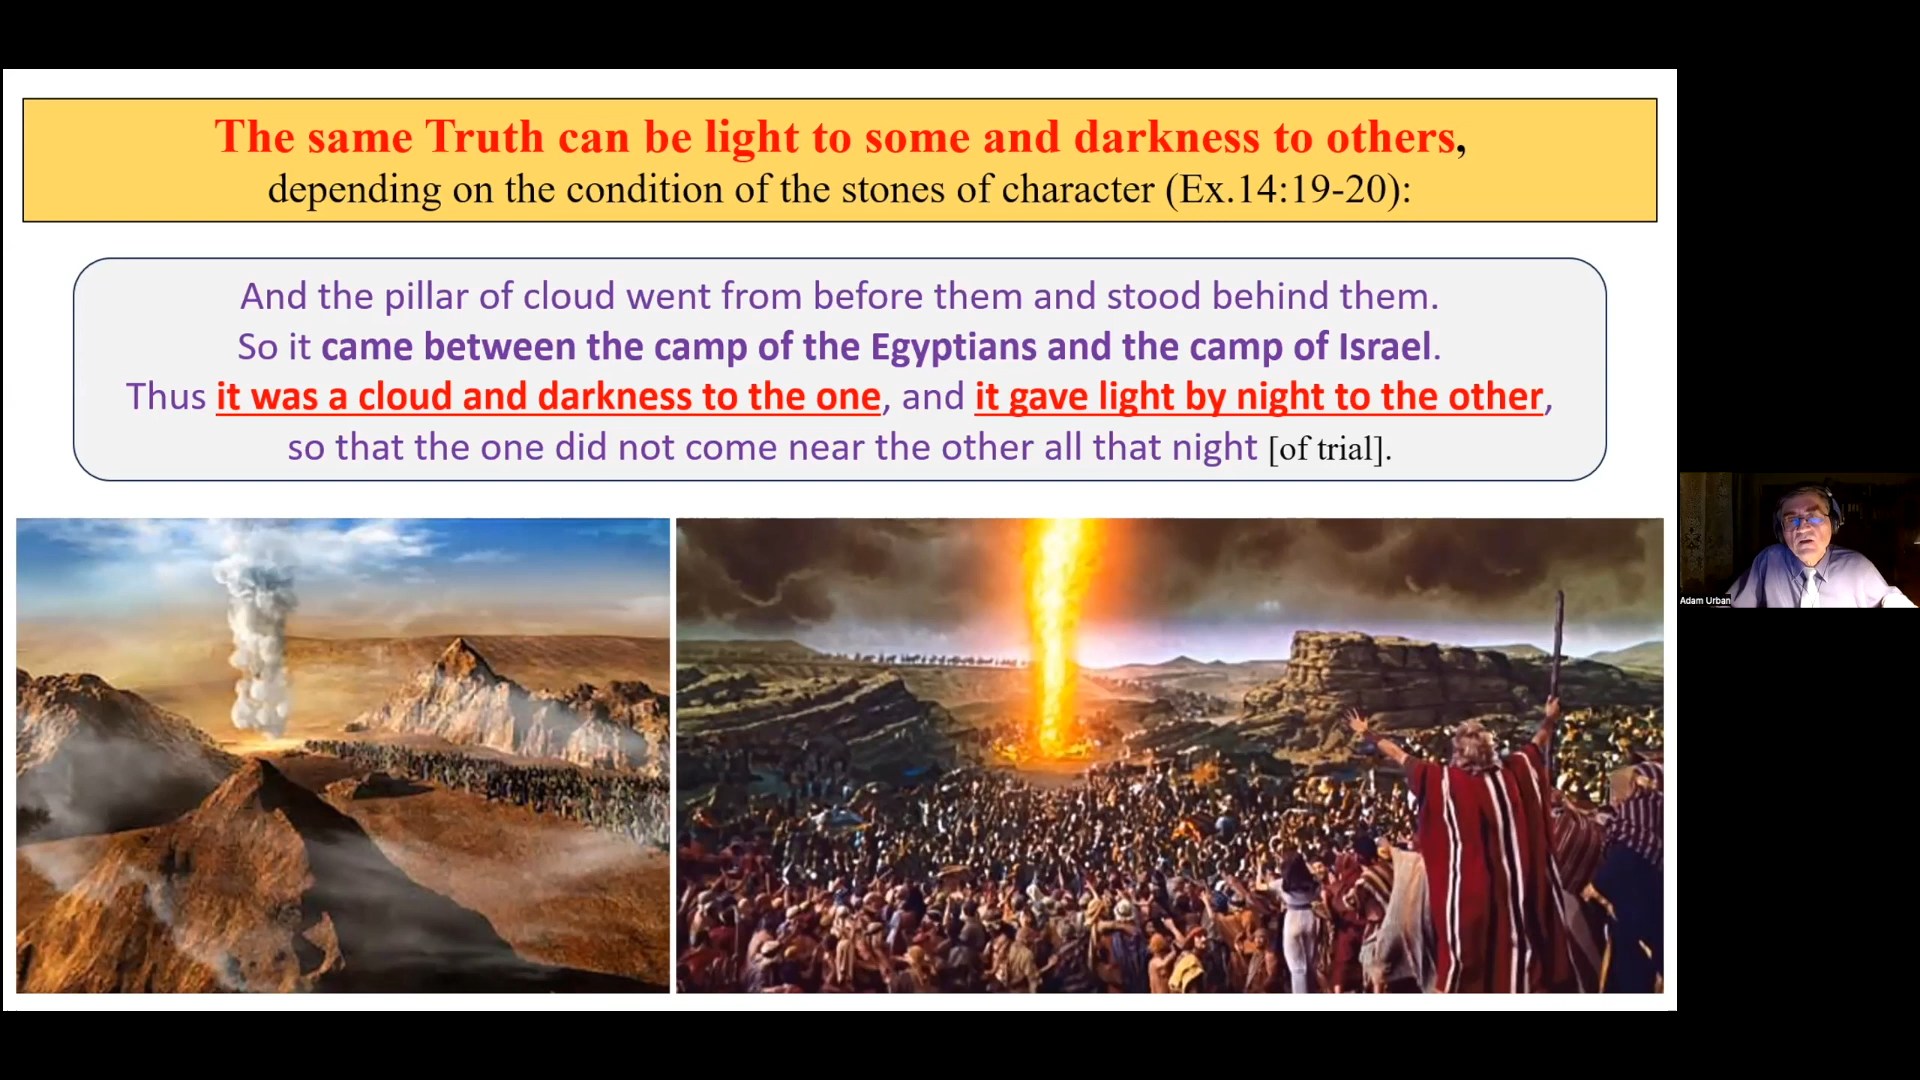 The same Truth can be light to some and darkness to others,
depending on the condition of the stones of character (Ex.14:19-20):
And the pillar of cloud went from before them and stood behind them.
So it came between the camp of the Egyptians and the camp of Israel.
Thus it was a cloud and darkness to the one, and it gave light by night to the other,
so that the one did not come near the other all that night [of trial].
Adam Urban